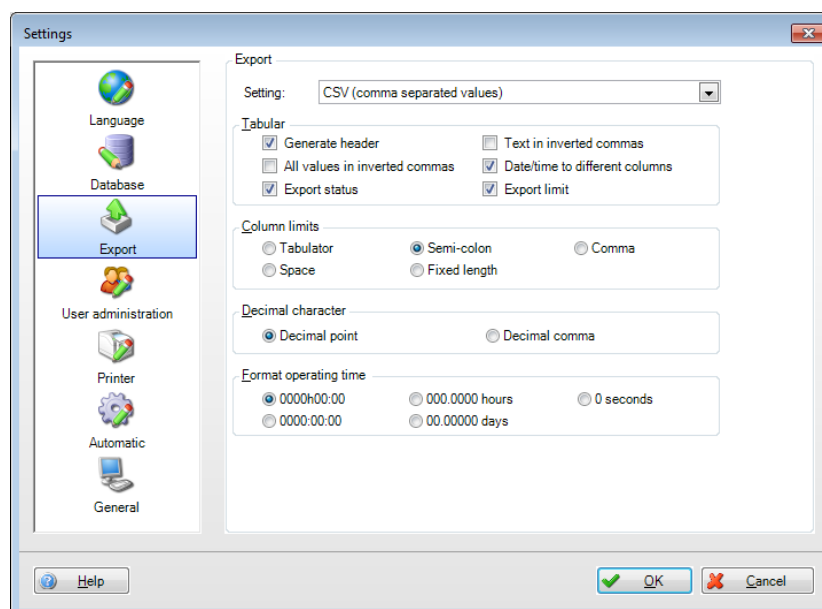 Settings
Language
Database
Export
User administration
Printer
Automatic
General
Export
Setting: CSV (comma separated values)
Tabular
Generate header Text in inverted commas
All values in inverted commas Date/time to different columns
Export status Export limit
Column limits
Tabulator Semi-colon Comma
Space Fixed length
Decimal character
Decimal point Decimal comma
Format operating time
0000h00:00 000.0000 hours 0 seconds
0000:00:00 00.00000 days
Help OK Cancel